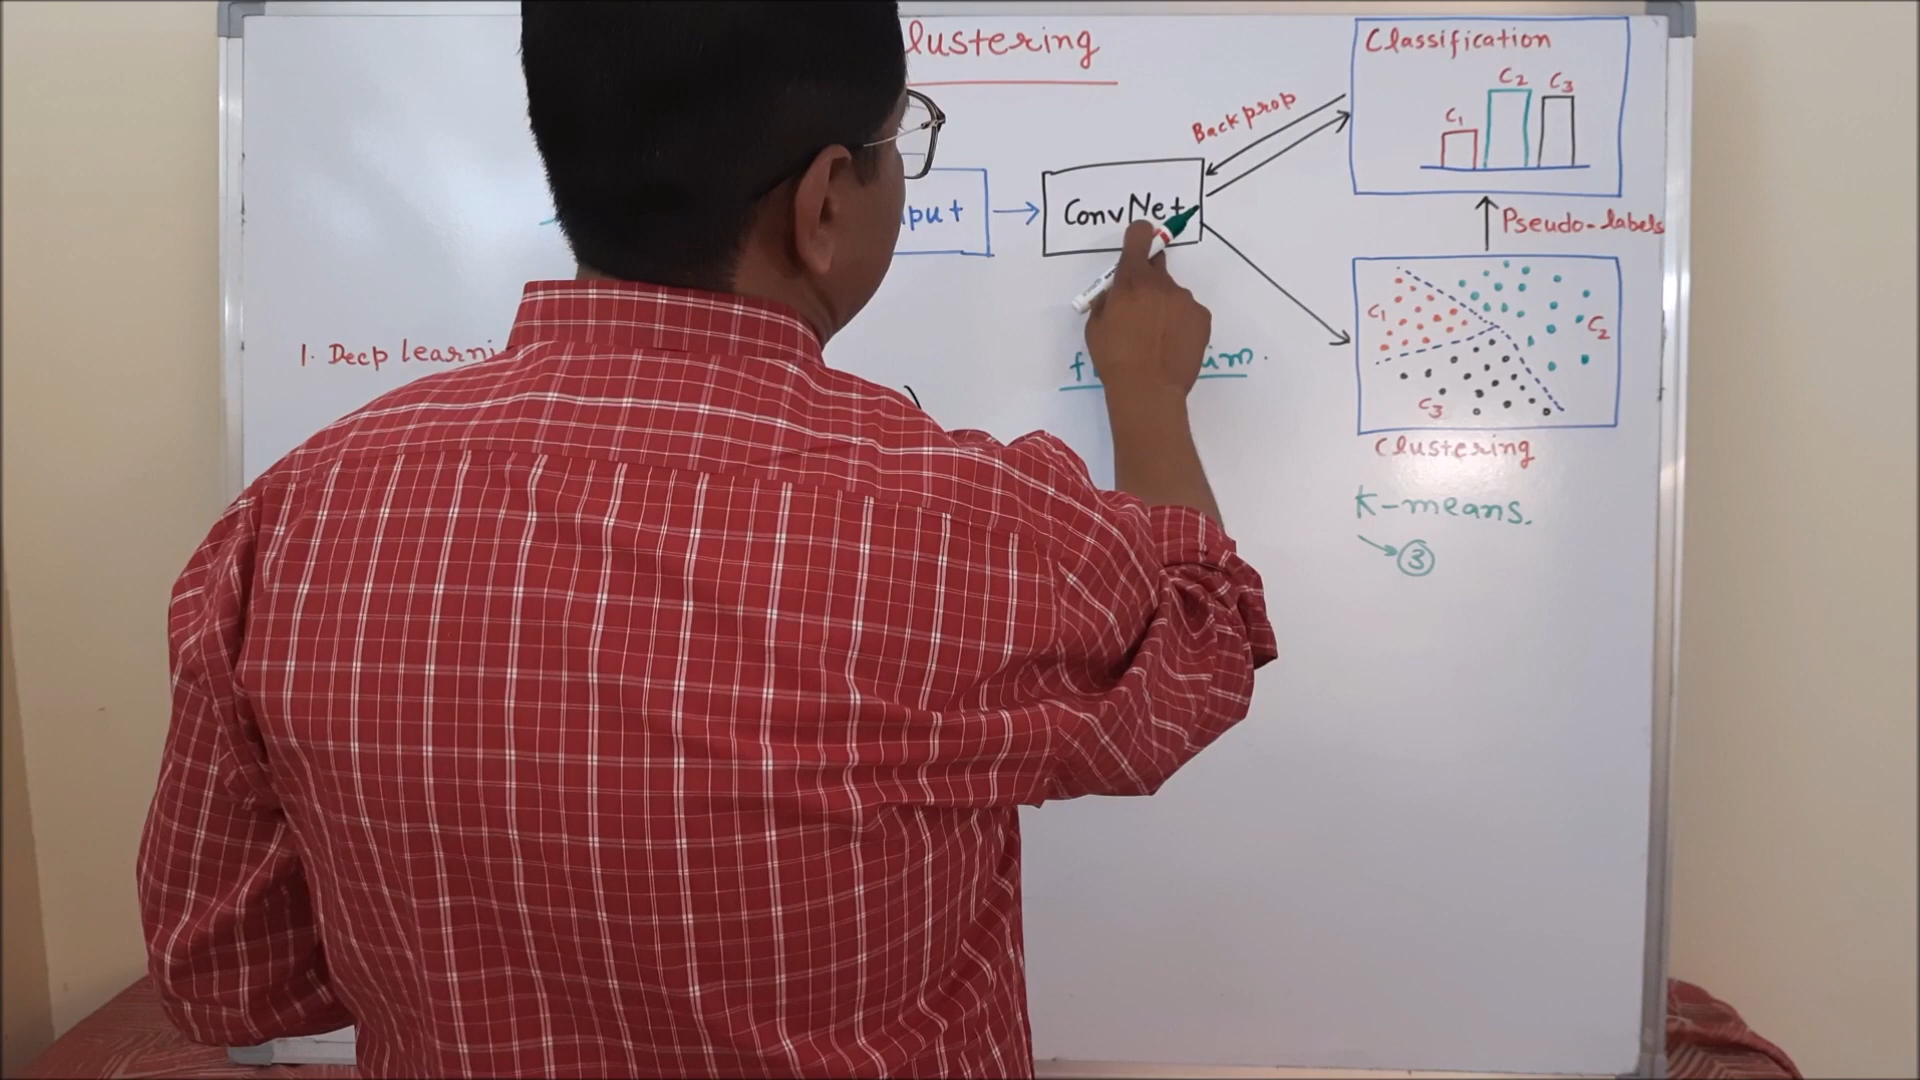 lustering
Classification
C1 C2 C3
Backprop
put
ConvNet
Pseudo-labels
C1 C2
C3
1. Deep learni
Clustering
K-means.
3